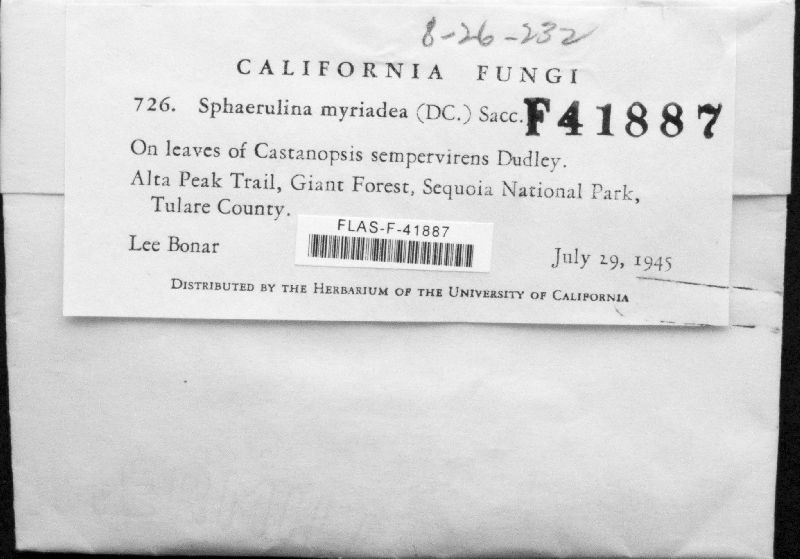 8-26-232
CALIFORNIA FUNGI
726. Sphaerulina myriadea (DC.) Sacc. F41887
On leaves of Castanopsis sempervirens Dudley.
Alta Peak Trail, Giant Forest, Sequoia National Park,
Tulare County.
FLAS-F-41887
Lee Bonar
July 29, 1945
DISTRIBUTED BY THE HERBARIUM OF THE UNIVERSITY OF CALIFORNIA